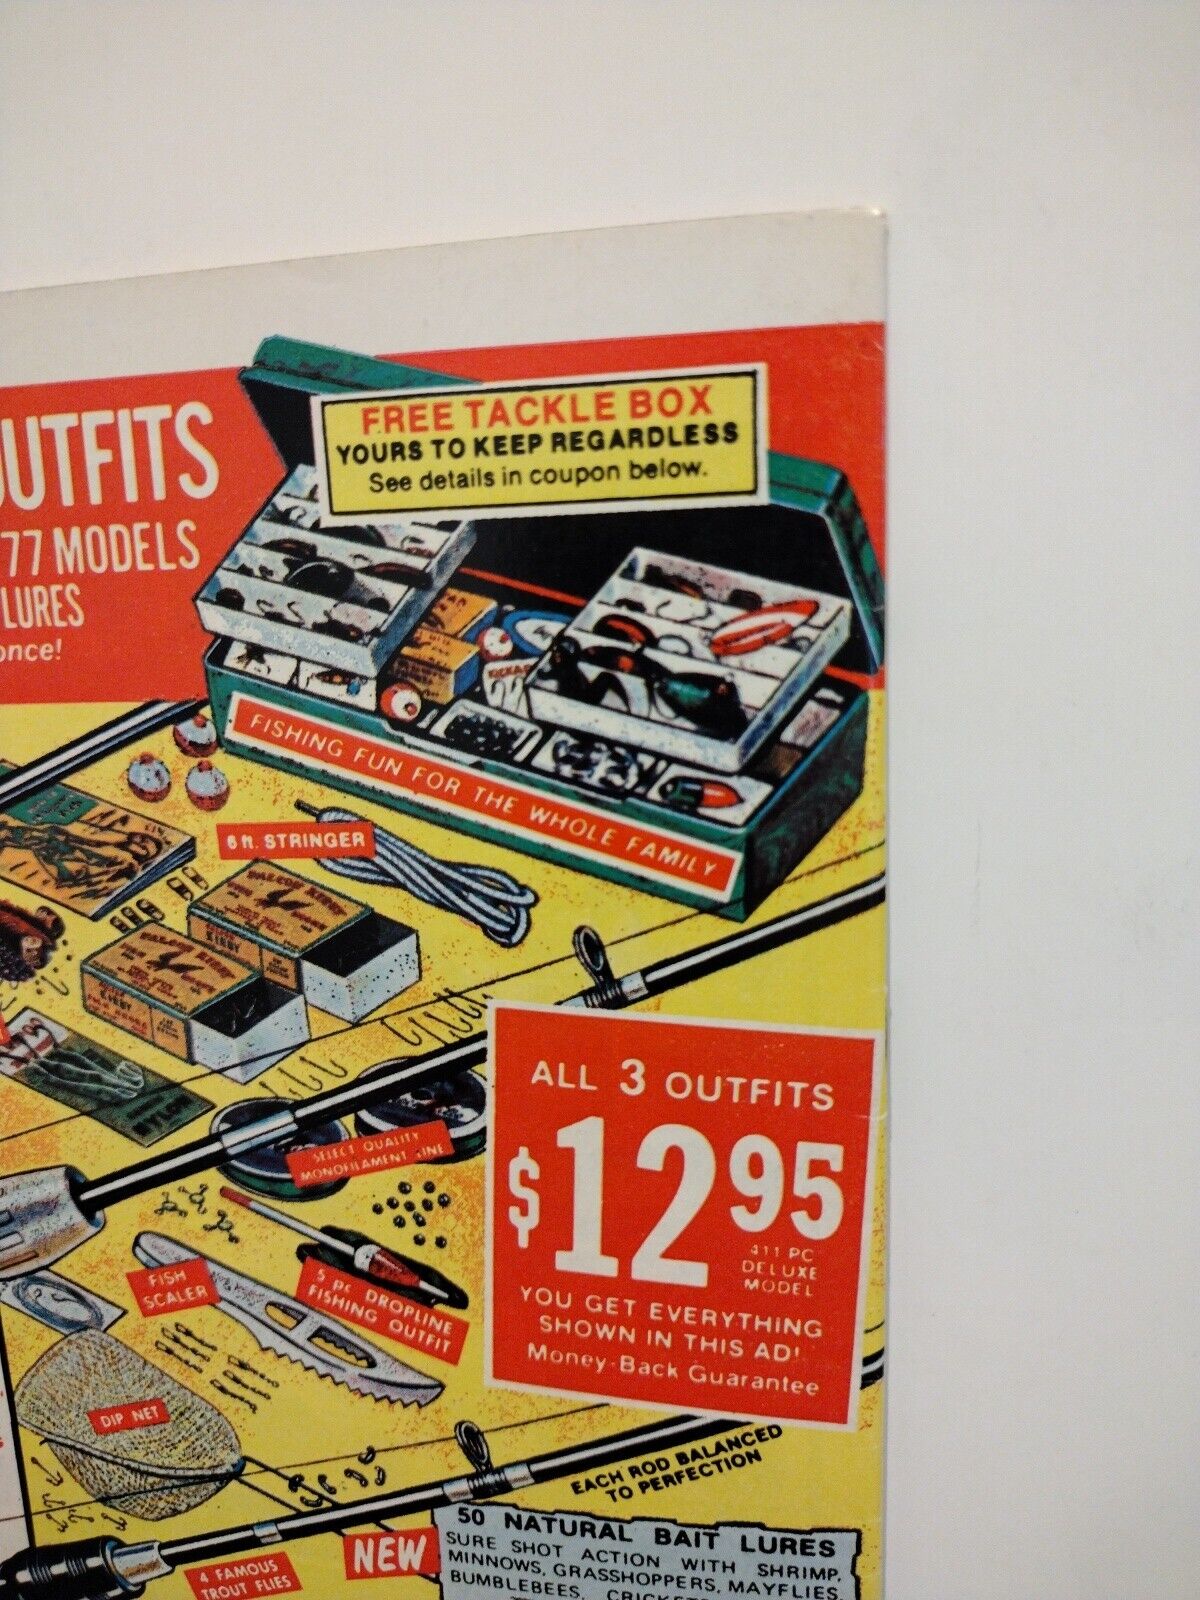 FREE TACKLE BOX
YOURS TO KEEP REGARDLESS
See details in coupon below.
OUTFITS
77 MODELS
LURES
once!
FISHING FUN FOR THE WHOLE FAMILY
6 ft. STRINGER
KIRBY
KIRBY
ALL 3 OUTFITS
$12 95
411 PC
DELUXE
MODEL
YOU GET EVERYTHING
SHOWN IN THIS AD!
Money-Back Guarantee
SELECT QUALITY
MONOFILAMENT LINE
FISH
SCALER
5 pc DROPLINE
FISHING OUTFIT
DIP NET
EACH ROD BALANCED
TO PERFECTION
4 FAMOUS
TROUT FLIES
NEW
50 NATURAL BAIT LURES
SURE SHOT ACTION WITH SHRIMP,
MINNOWS, GRASSHOPPERS, MAYFLIES,
BUMBLEBEES,